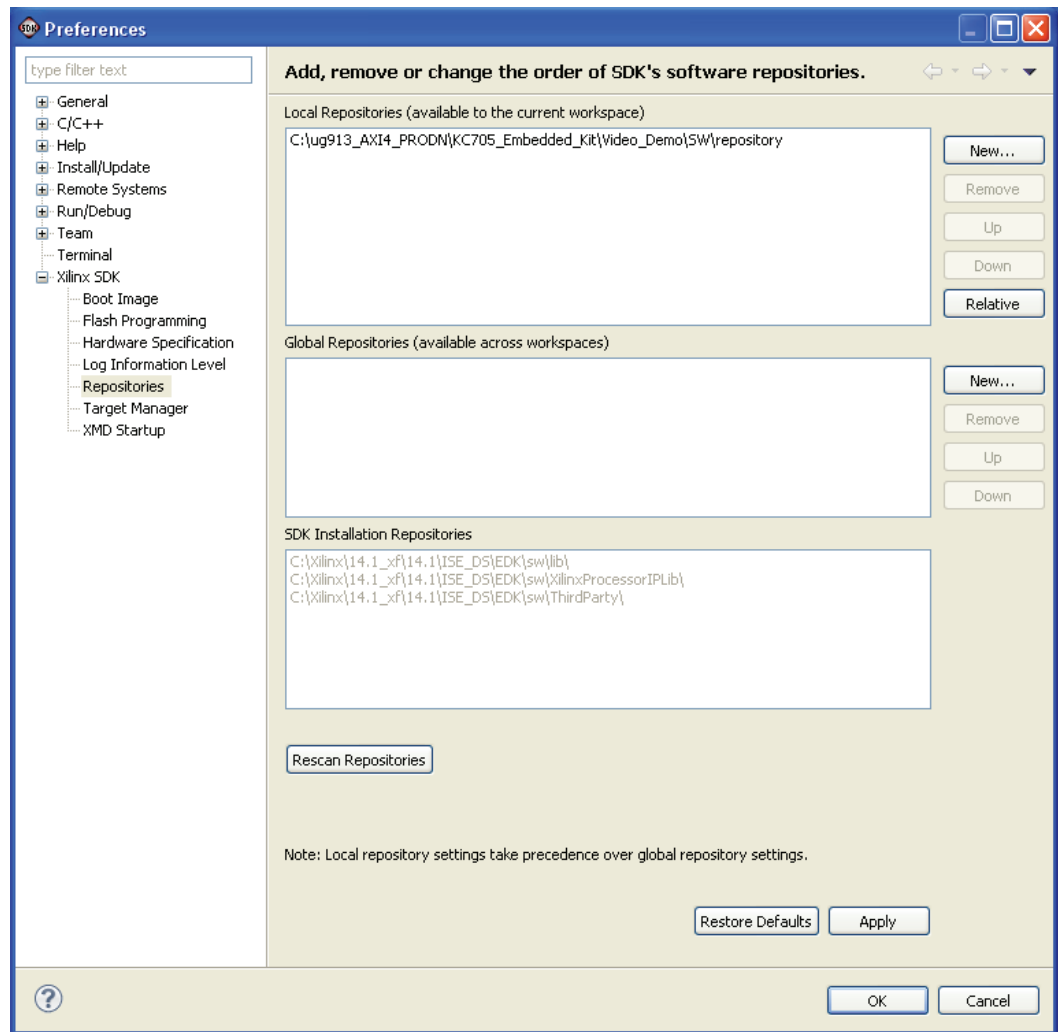 SDK Preferences
type filter text
General
C/C++
Help
Install/Update
Remote Systems
Run/Debug
Team
Terminal
Xilinx SDK
Boot Image
Flash Programming
Hardware Specification
Log Information Level
Repositories
Target Manager
XMD Startup
Add, remove or change the order of SDK's software repositories.
Local Repositories (available to the current workspace)
C:\ug913_AXI4_PRODN\KC705_Embedded_Kit\Video_Demo\SW\repository
New...
Remove
Up
Down
Relative
Global Repositories (available across workspaces)
New...
Remove
Up
Down
SDK Installation Repositories
C:\Xilinx\14.1_xf\14.1\ISE_DS\EDK\sw\lib\
C:\Xilinx\14.1_xf\14.1\ISE_DS\EDK\sw\XilinxProcessorIPLib\
C:\Xilinx\14.1_xf\14.1\ISE_DS\EDK\sw\ThirdParty\
Rescan Repositories
Note: Local repository settings take precedence over global repository settings.
Restore Defaults
Apply
?
OK
Cancel